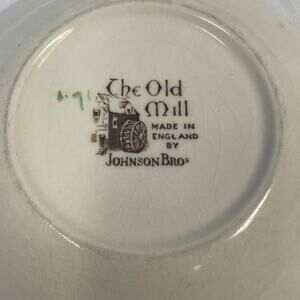 The Old
Mill
MADE IN
ENGLAND
BY
JOHNSON BROS